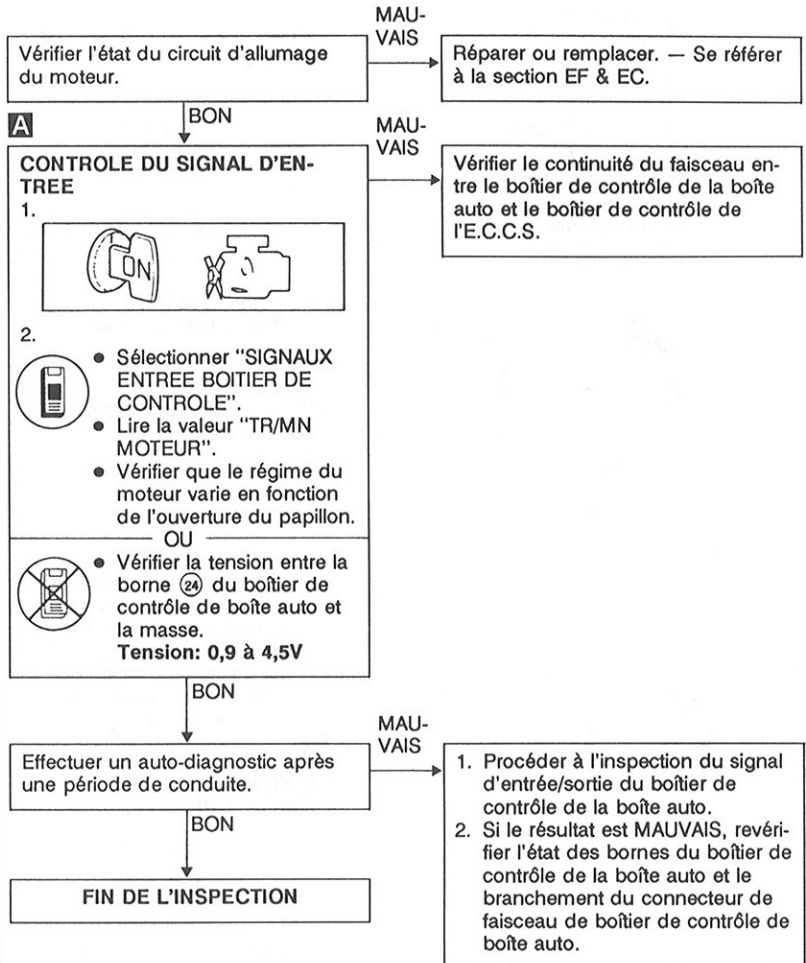 MAU-
VAIS
Vérifier l'état du circuit d'allumage
du moteur.
Réparer ou remplacer. — Se référer
à la section EF & EC.
BON
A
MAU-
VAIS
CONTROLE DU SIGNAL D'EN-
TREE
1.
ON
Vérifier le continuité du faisceau en-
tre le boîtier de contrôle de la boîte
auto et le boîtier de contrôle de
l'E.C.C.S.
2.
● Sélectionner "SIGNAUX
ENTREE BOITIER DE
CONTROLE".
● Lire la valeur "TR/MN
MOTEUR".
● Vérifier que le régime du
moteur varie en fonction
de l'ouverture du papillon.
OU
● Vérifier la tension entre la
borne 24 du boîtier de
contrôle de boîte auto et
la masse.
Tension: 0,9 à 4,5V
BON
MAU-
VAIS
Effectuer un auto-diagnostic après
une période de conduite.
1. Procéder à l'inspection du signal
d'entrée/sortie du boîtier de
contrôle de la boîte auto.
2. Si le résultat est MAUVAIS, revéri-
fier l'état des bornes du boîtier de
contrôle de la boîte auto et le
branchement du connecteur de
faisceau de boîtier de contrôle de
boîte auto.
BON
FIN DE L'INSPECTION